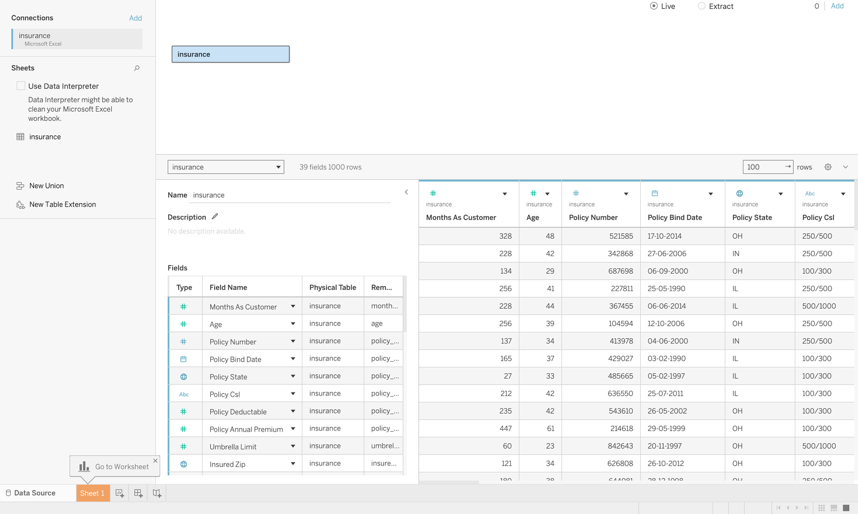 Connections Add
insurance
Microsoft Excel
Sheets
Use Data Interpreter
Data Interpreter might be able to
clean your Microsoft Excel
workbook.
insurance
New Union
New Table Extension
Live Extract 0 Add
insurance
insurance 39 fields 1000 rows 100 → rows
Name insurance
Description
No description available.
Fields
Type Field Name Physical Table Rem...
# Months As Customer insurance month...
# Age insurance age
# Policy Number insurance policy_...
Policy Bind Date insurance policy_...
Policy State insurance policy_...
Abc Policy Csl insurance policy_...
# Policy Deductable insurance policy_...
# Policy Annual Premium insurance policy_...
# Umbrella Limit insurance umbrel...
Insured Zip insurance insure...
# # # Abc
insurance insurance insurance insurance insurance insurance
Months As Customer Age Policy Number Policy Bind Date Policy State Policy Csl
328 48 521585 17-10-2014 OH 250/500
228 42 342868 27-06-2006 IN 250/500
134 29 687698 06-09-2000 OH 100/300
256 41 227811 25-05-1990 IL 250/500
228 44 367455 06-06-2014 IL 500/1000
256 39 104594 12-10-2006 OH 250/500
137 34 413978 04-06-2000 IN 250/500
165 37 429027 03-02-1990 IL 100/300
27 33 485665 05-02-1997 IL 100/300
212 42 636550 25-07-2011 IL 100/300
235 42 543610 26-05-2002 OH 100/300
447 61 214618 29-05-1999 OH 100/300
60 23 842643 20-11-1997 OH 500/1000
121 34 626808 26-10-2012 OH 100/300
Go to Worksheet
Data Source Sheet 1